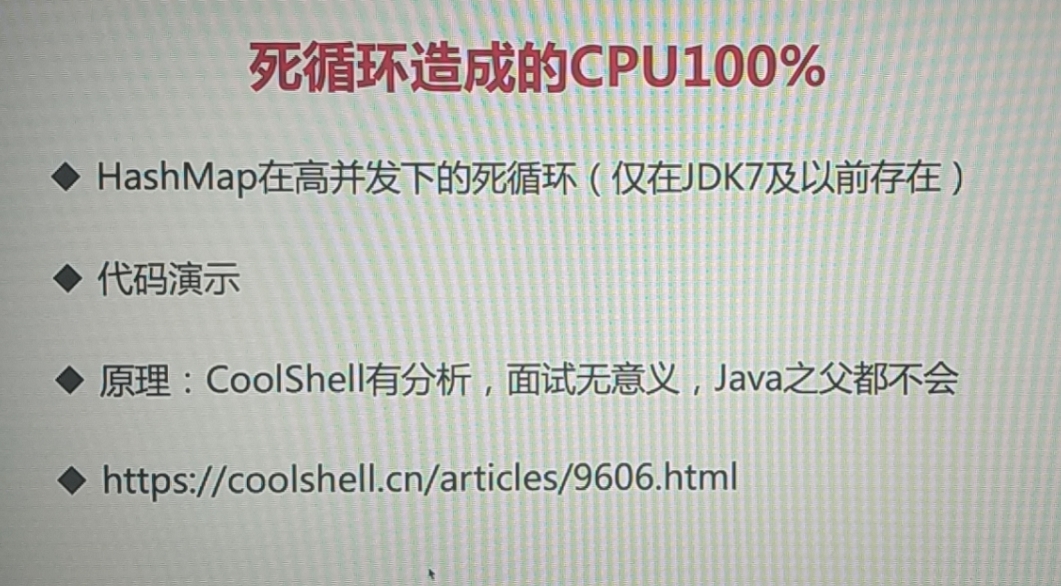 死循环造成的CPU100%
◆ HashMap在高并发下的死循环（仅在JDK7及以前存在）
◆ 代码演示
◆ 原理：CoolShell有分析，面试无意义，Java之父都不会
◆ https://coolshell.cn/articles/9606.html